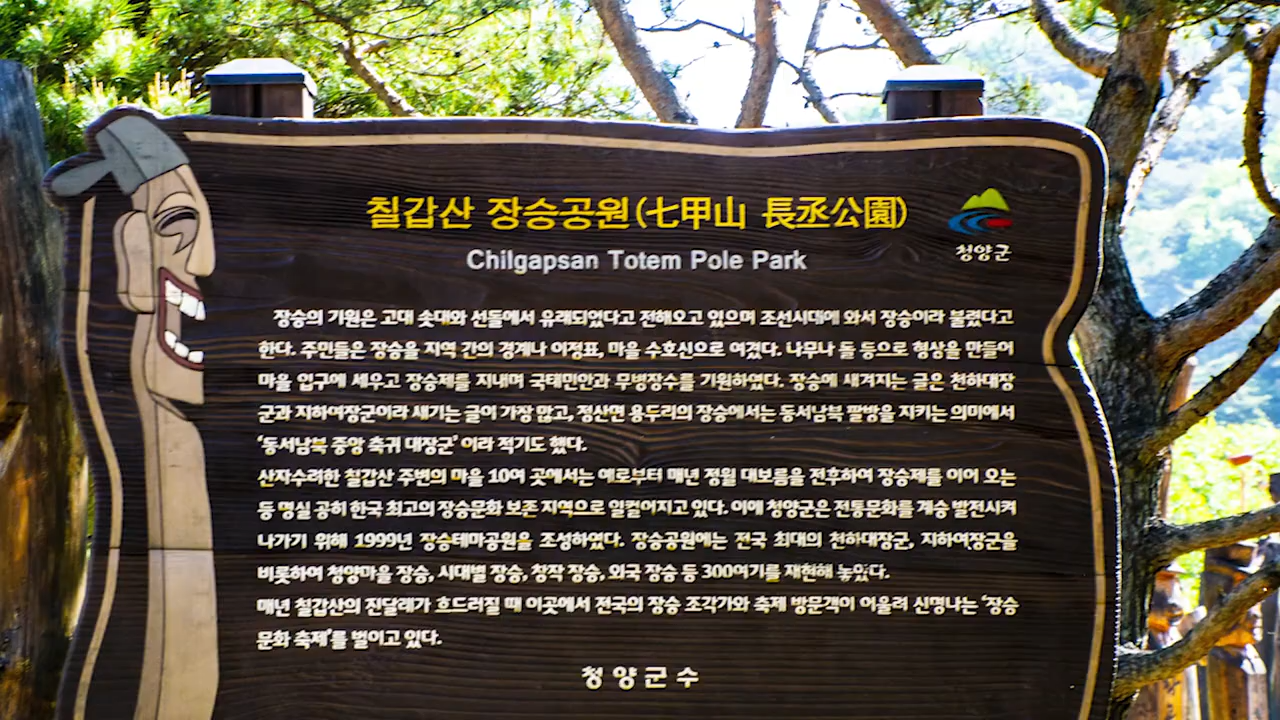 칠갑산 장승공원(七甲山 長丞公園)
Chilgapsan Totem Pole Park
청양군
장승의 기원은 고대 솟대와 선돌에서 유래되었다고 전해오고 있으며 조선시대에 와서 장승이라 불렸다고
한다. 주민들은 장승을 지역 간의 경계나 이정표, 마을 수호신으로 여겼다. 나무나 돌 등으로 형상을 만들어
마을 입구에 세우고 장승제를 지내며 국태민안과 무병장수를 기원하였다. 장승에 새겨지는 글은 천하대장
군과 지하여장군이라 새기는 글이 가장 많고, 정산면 용두리의 장승에서는 동서남북 팔방을 지키는 의미에서
‘동서남북 중앙 축귀 대장군’ 이라 적기도 했다.
산자수려한 칠갑산 주변의 마을 10여 곳에서는 예로부터 매년 정월 대보름을 전후하여 장승제를 이어 오는
등 명실 공히 한국 최고의 장승문화 보존 지역으로 일컬어지고 있다. 이에 청양군은 전통문화를 계승 발전시켜
나가기 위해 1999년 장승테마공원을 조성하였다. 장승공원에는 전국 최대의 천하대장군, 지하여장군을
비롯하여 청양마을 장승, 시대별 장승, 창작 장승, 외국 장승 등 300여기를 재현해 놓았다.
매년 칠갑산의 진달래가 흐드러질 때 이곳에서 전국의 장승 조각가와 축제 방문객이 어울려 신명나는 ‘장승
문화 축제’를 벌이고 있다.
청 양 군 수